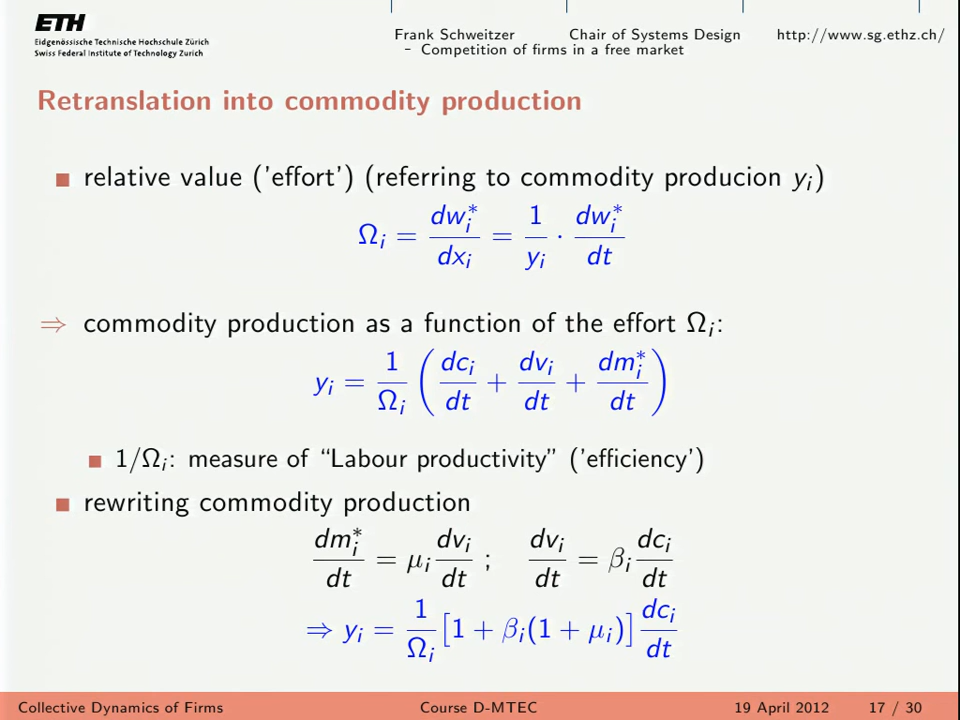 ETH
Eidgenössische Technische Hochschule Zürich
Swiss Federal Institute of Technology Zurich
Frank Schweitzer Chair of Systems Design http://www.sg.ethz.ch/
- Competition of firms in a free market
Retranslation into commodity production
relative value ('effort') (referring to commodity producion y_i)
Ω_i = dw_i^*/dx_i = 1/y_i · dw_i^*/dt
⇒ commodity production as a function of the effort Ω_i:
y_i = 1/Ω_i (dc_i/dt + dv_i/dt + dm_i^*/dt)
1/Ω_i: measure of “Labour productivity” ('efficiency')
rewriting commodity production
dm_i^*/dt = μ_i dv_i/dt ; dv_i/dt = β_i dc_i/dt
⇒ y_i = 1/Ω_i [1 + β_i(1 + μ_i)] dc_i/dt
Collective Dynamics of Firms Course D-MTEC 19 April 2012 17 / 30